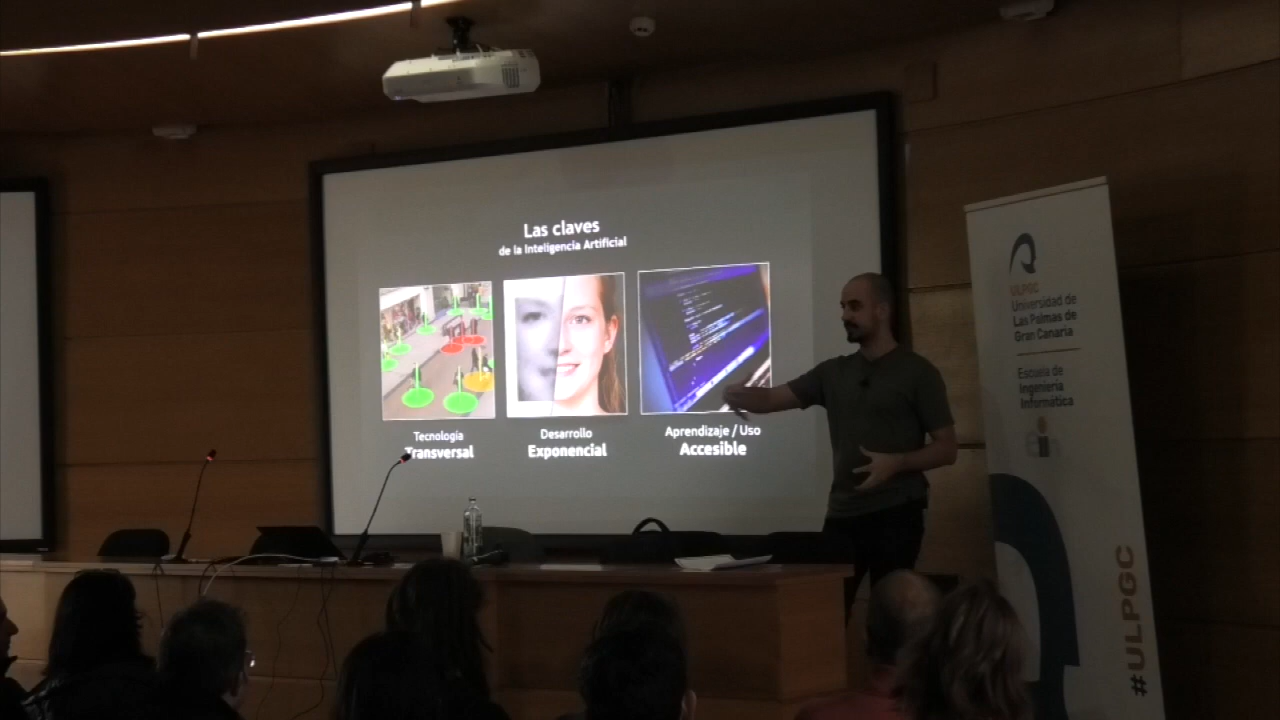 Las claves
de la Inteligencia Artificial
Tecnología
Transversal
Desarrollo
Exponencial
Aprendizaje / Uso
Accesible
ULPGC
Universidad de
Las Palmas de
Gran Canaria
Escuela de
Ingeniería
Informática
#ULPGC